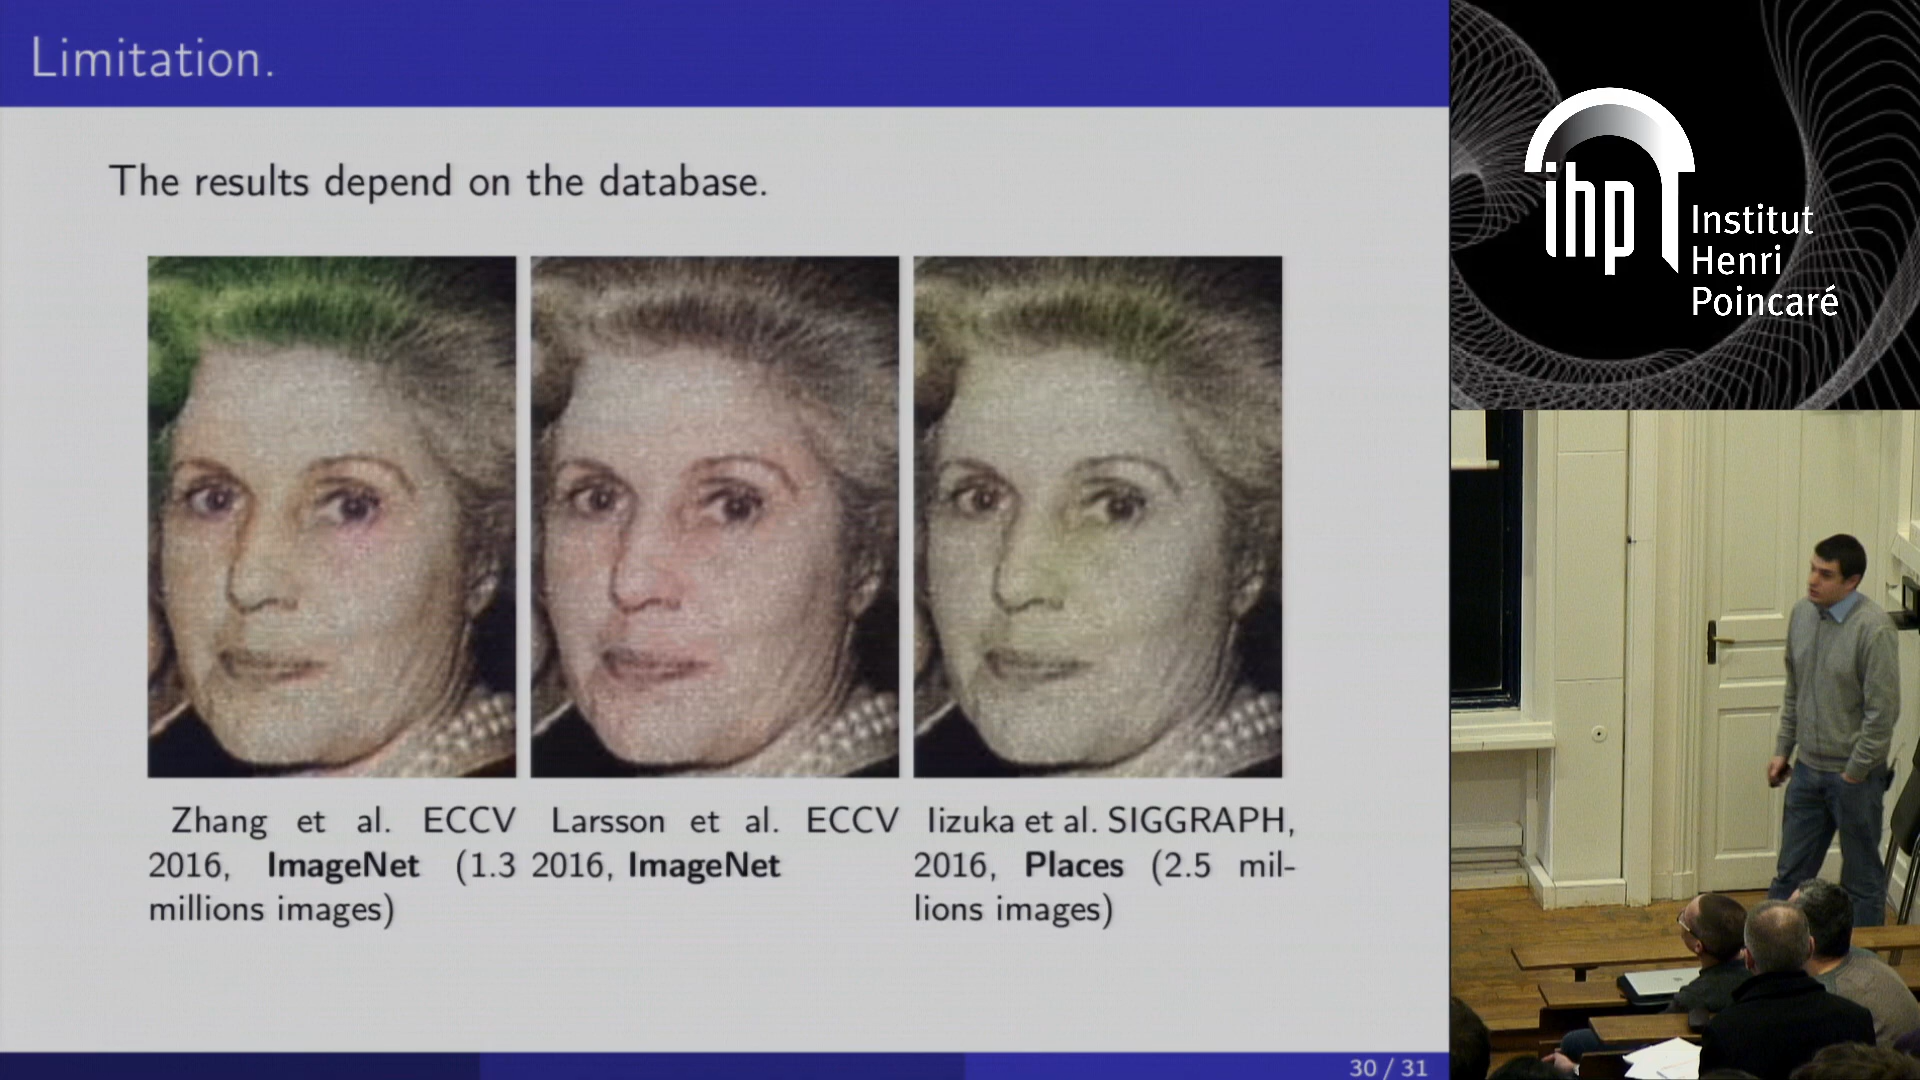 Limitation.
The results depend on the database.
Zhang et al. ECCV
2016, ImageNet (1.3
millions images)
Larsson et al. ECCV
2016, ImageNet
Iizuka et al. SIGGRAPH,
2016, Places (2.5 mil-
lions images)
30 / 31
ihp
Institut
Henri
Poincaré